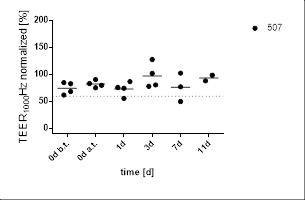 200
150
100
50
0
TEER1000Hz normalized [%]
0d b.t.
0d a.t.
1d
3d
7d
11d
time [d]
507